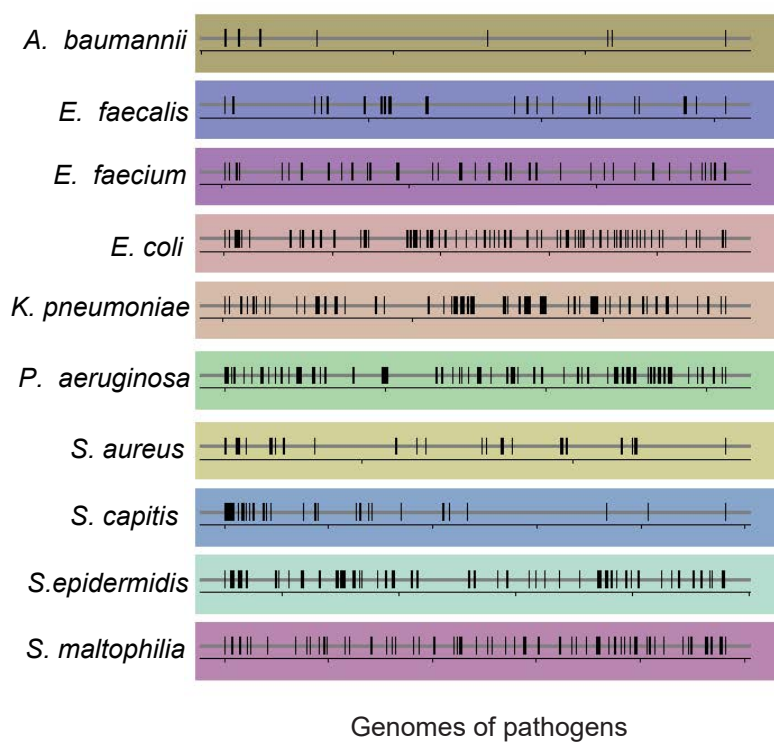 A. baumannii
E. faecalis
E. faecium
E. coli
K. pneumoniae
P. aeruginosa
S. aureus
S. capitis
S.epidermidis
S. maltophilia
Genomes of pathogens